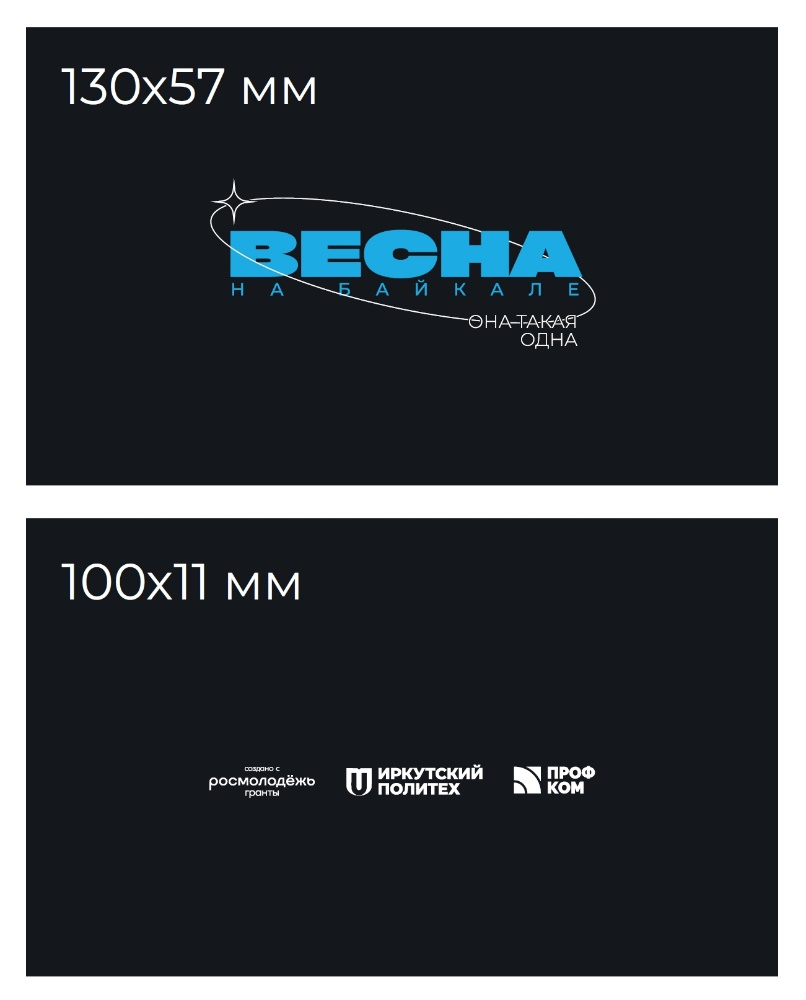 130x57 мм
ВЕСНА
НА БАЙКАЛЕ
ОНА ТАКАЯ
ОДНА
100x11 мм
создано с
росмолодёжь
гранты
ИРКУТСКИЙ
ПОЛИТЕХ
ПРОФ
КОМ